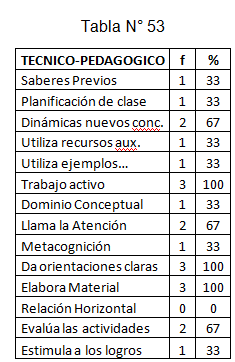 Tabla N° 53
TECNICO-PEDAGOGICO f %
Saberes Previos 1 33
Planificación de clase 1 33
Dinámicas nuevos conc. 2 67
Utiliza recursos aux. 1 33
Utiliza ejemplos... 1 33
Trabajo activo 3 100
Dominio Conceptual 1 33
Llama la Atención 2 67
Metacognición 1 33
Da orientaciones claras 3 100
Elabora Material 3 100
Relación Horizontal 0 0
Evalúa las actividades 2 67
Estimula a los logros 1 33